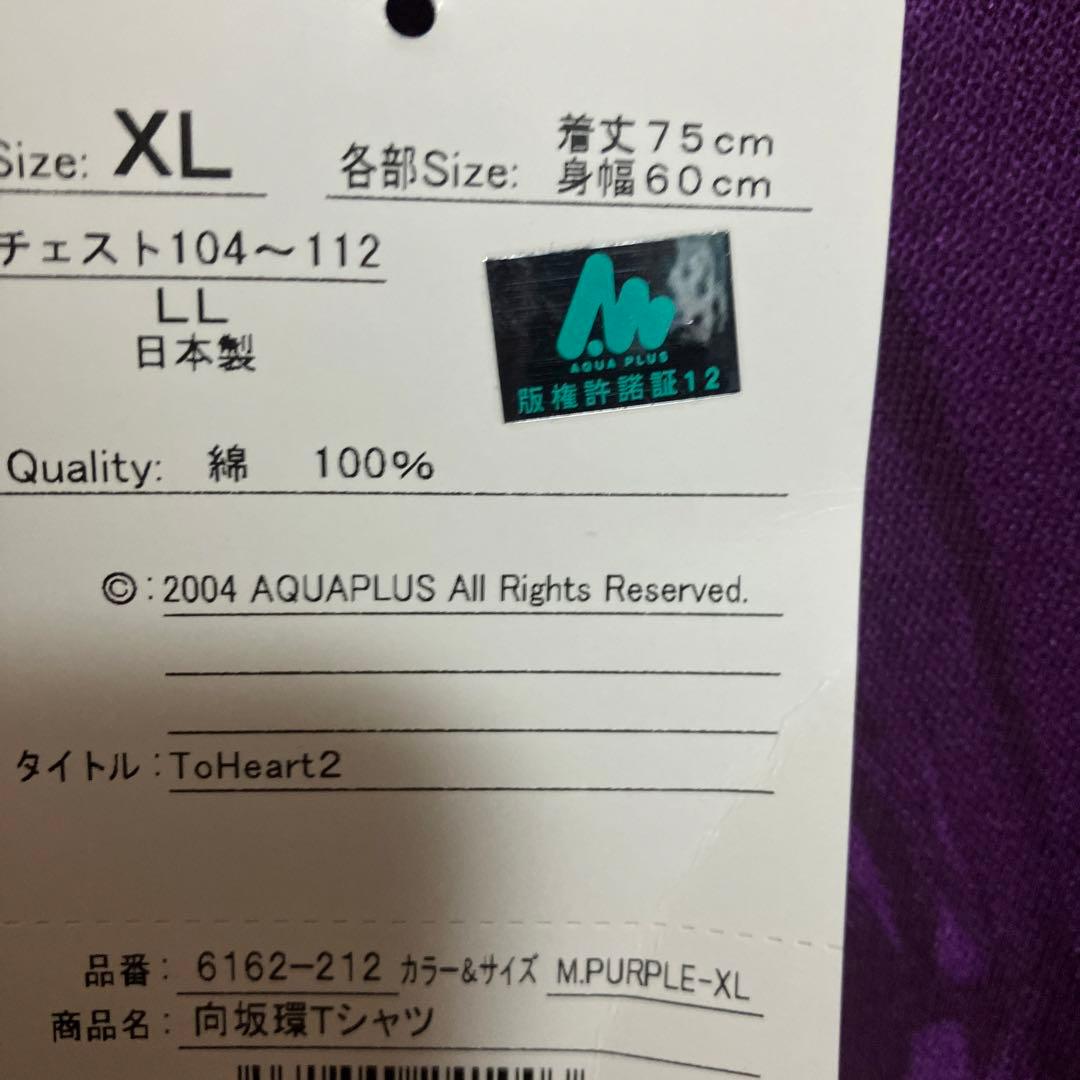 Size: XL
各部Size: 着丈75cm
身幅60cm
チェスト104〜112
LL
日本製
AQUA PLUS
版権許諾証12
Quality: 綿 100%
©:2004 AQUAPLUS All Rights Reserved.
タイトル:ToHeart2
品番: 6162-212 カラー&サイズ M.PURPLE-XL
商品名: 向坂環Tシャツ